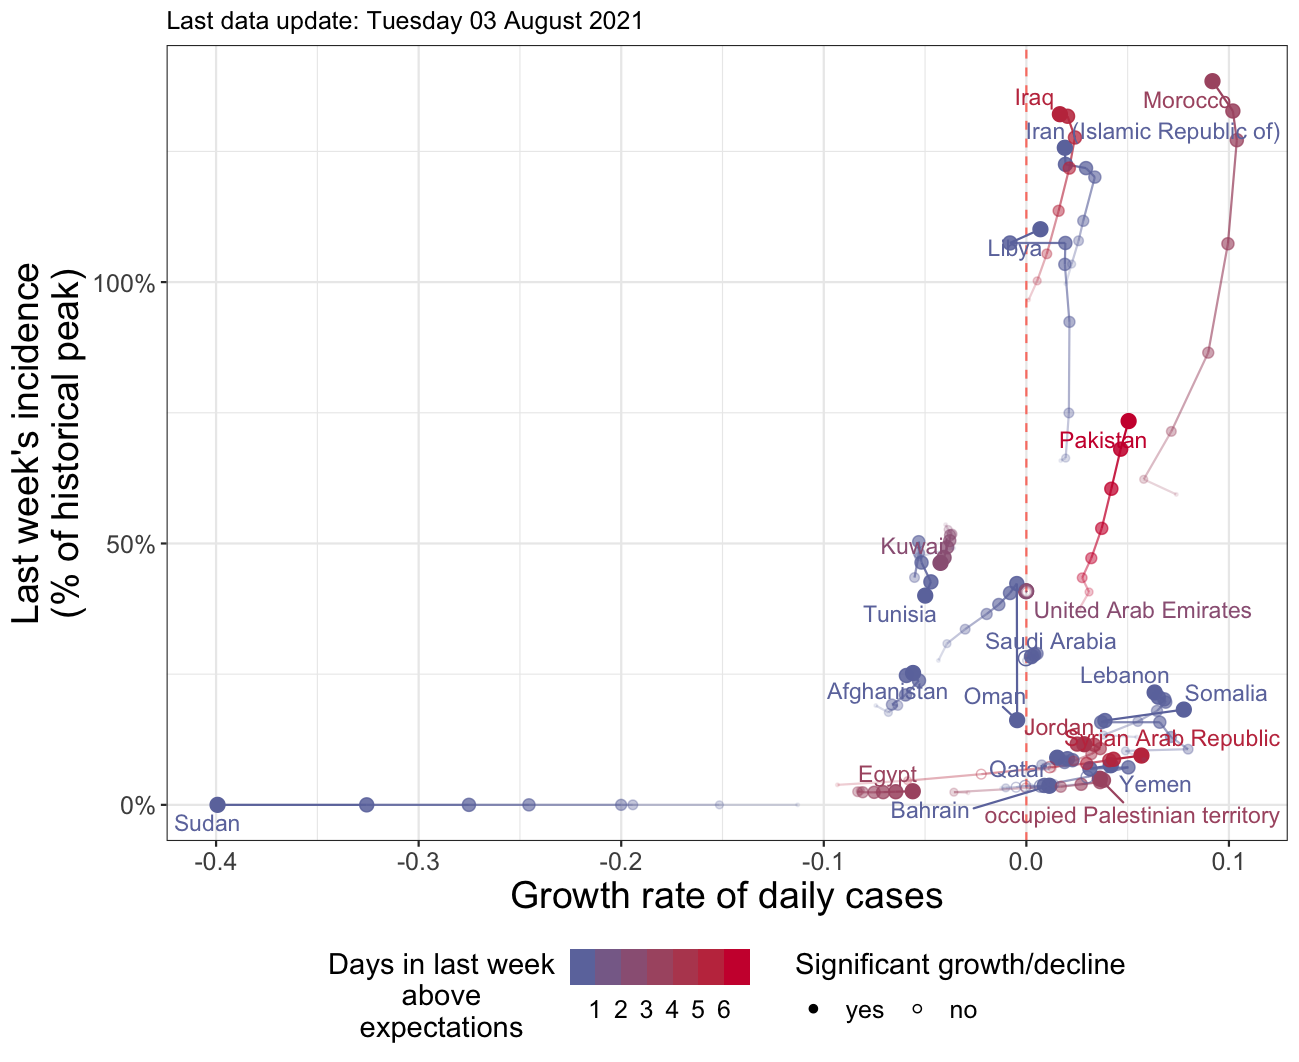 Last data update: Tuesday 03 August 2021
Last week's incidence
(% of historical peak)
100%
50%
0%
Iraq
Morocco
Iran (Islamic Republic of)
Libya
Pakistan
Kuwait
Tunisia
United Arab Emirates
Saudi Arabia
Afghanistan
Oman
Lebanon
Somalia
Jordan
Syrian Arab Republic
Egypt
Qatar
Yemen
Bahrain
occupied Palestinian territory
Sudan
-0.4
-0.3
-0.2
-0.1
0.0
0.1
Growth rate of daily cases
Days in last week
above
expectations
1 2 3 4 5 6
Significant growth/decline
yes
no